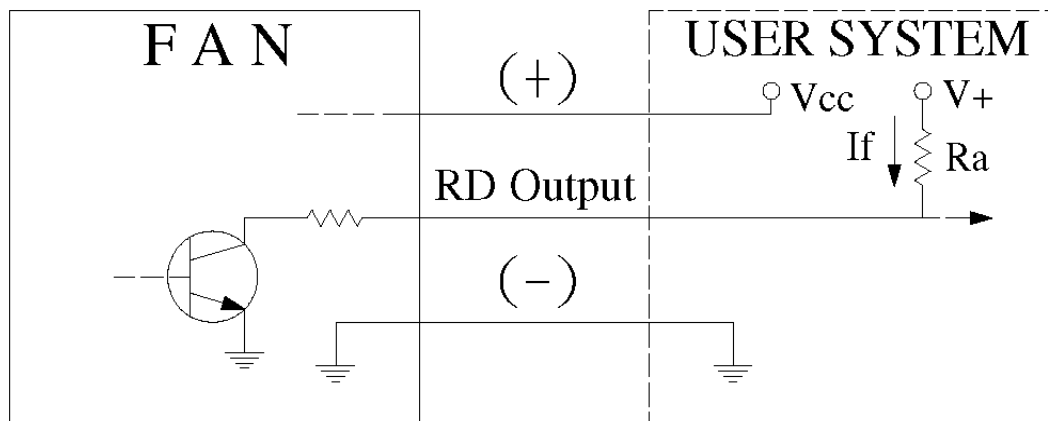 F A N
USER SYSTEM
(+)
Vcc
V+
If
Ra
RD Output
(-)